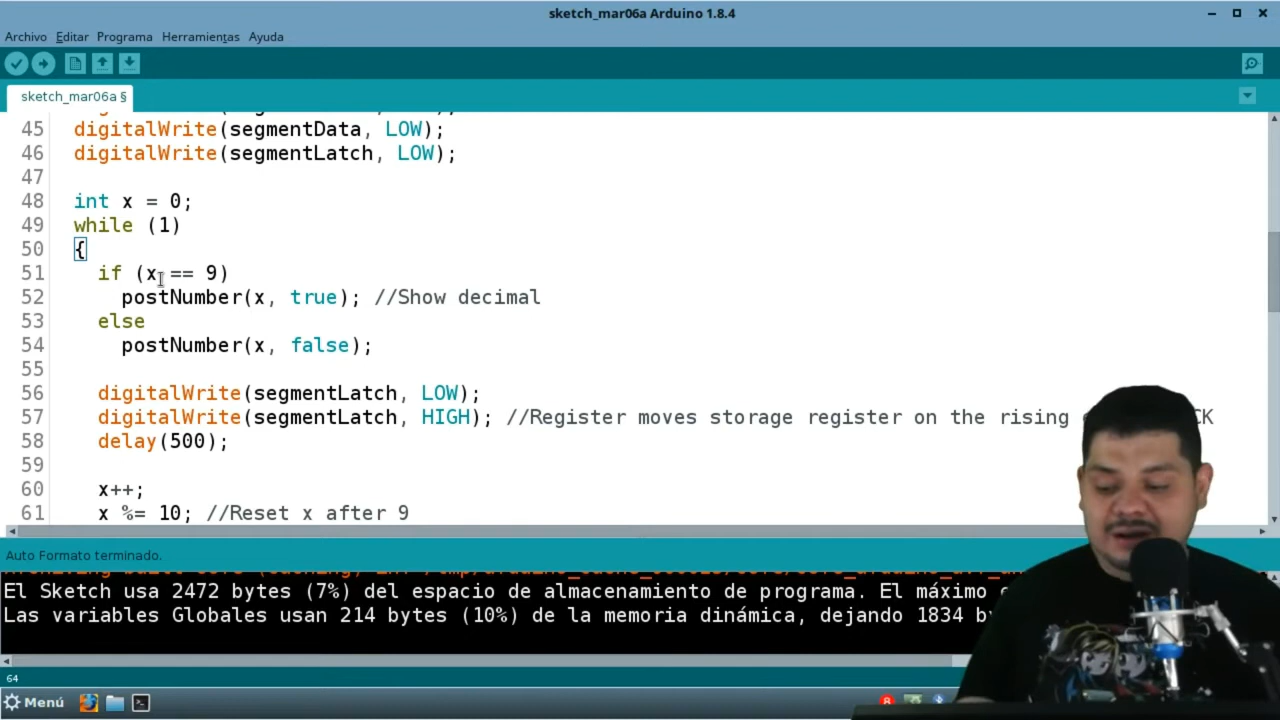 sketch_mar06a Arduino 1.8.4
Archivo Editar Programa Herramientas Ayuda
sketch_mar06a §
45 digitalWrite(segmentData, LOW);
46 digitalWrite(segmentLatch, LOW);
47
48 int x = 0;
49 while (1)
50 {
51 if (x == 9)
52 postNumber(x, true); //Show decimal
53 else
54 postNumber(x, false);
55
56 digitalWrite(segmentLatch, LOW);
57 digitalWrite(segmentLatch, HIGH); //Register moves storage register on the rising
58 delay(500);
59
60 x++;
61 x %= 10; //Reset x after 9
Auto Formato terminado.
El Sketch usa 2472 bytes (7%) del espacio de almacenamiento de programa. El máximo
Las variables Globales usan 214 bytes (10%) de la memoria dinámica, dejando 1834
64
Menú